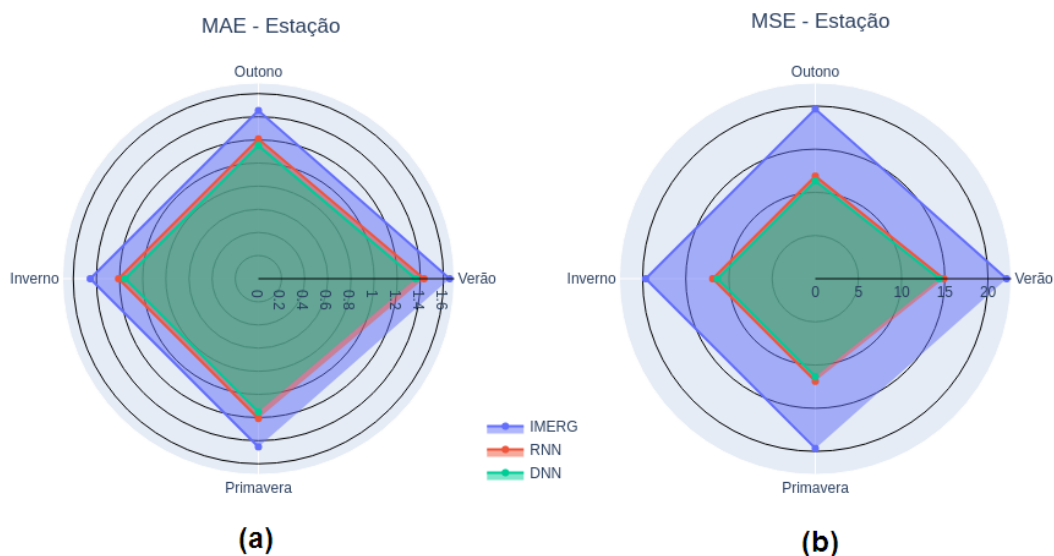 MAE - Estação
Outono
Inverno
Verão
0
0.2
0.4
0.6
0.8
1
1.2
1.4
1.6
Primavera
(a)
IMERG
RNN
DNN
MSE - Estação
Outono
Inverno
Verão
0
5
10
15
20
Primavera
(b)